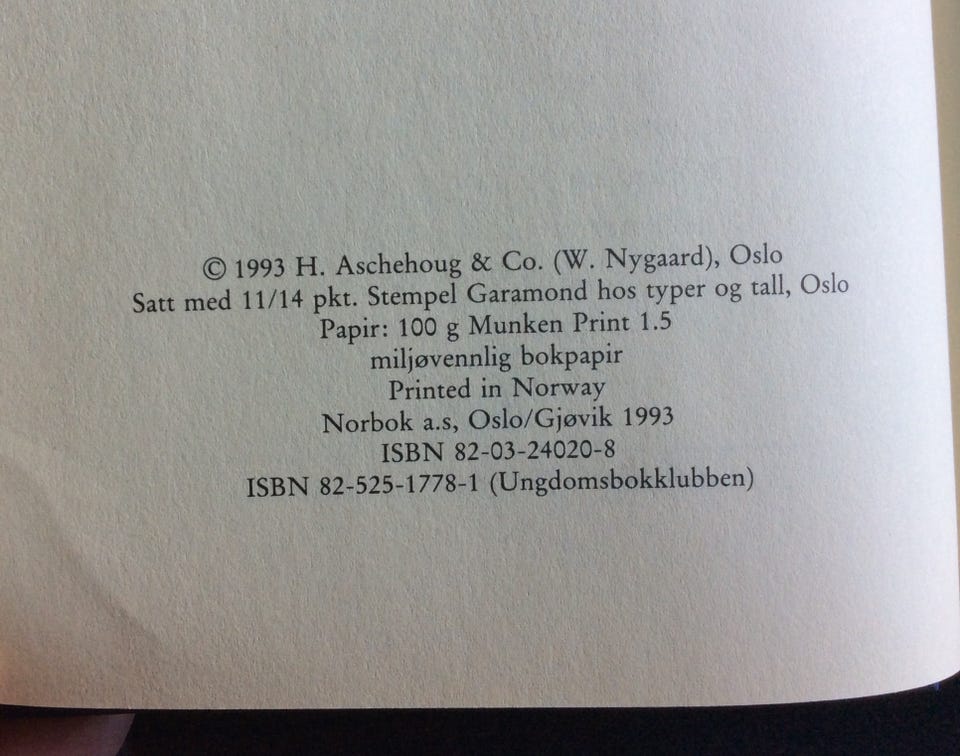 © 1993 H. Aschehoug & Co. (W. Nygaard), Oslo
Satt med 11/14 pkt. Stempel Garamond hos typer og tall, Oslo
Papir: 100 g Munken Print 1.5
miljøvennlig bokpapir
Printed in Norway
Norbok a.s, Oslo/Gjøvik 1993
ISBN 82-03-24020-8
ISBN 82-525-1778-1 (Ungdomsbokklubben)